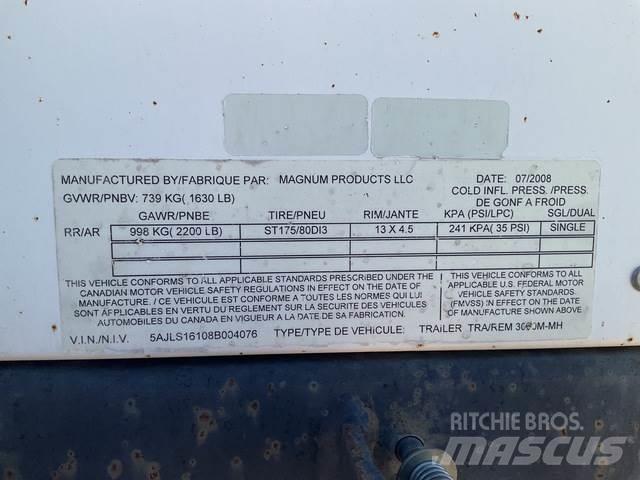 MANUFACTURED BY/FABRIQUE PAR: MAGNUM PRODUCTS LLC DATE: 07/2008
GVWR/PNBV: 739 KG( 1630 LB) COLD INFL. PRESS./PRESS.
DE GONF A FROID
GAWR/PNBE TIRE/PNEU RIM/JANTE KPA (PSI/LPC) SGL/DUAL
RR/AR 998 KG( 2200 LB) ST175/80DI3 13 X 4.5 241 KPA( 35 PSI) SINGLE
THIS VEHICLE CONFORMS TO ALL APPLICABLE STANDARDS PRESCRIBED UNDER THE
CANADIAN MOTOR VEHICLE SAFETY REGULATIONS IN EFFECT ON THE DATE OF
MANUFACTURE. / CE VEHICULE EST CONFORME A TOUTES LES NORMES QUI LUI
SONT APPLICABLES EN VERTU DU REGLEMENT SUR LA SECURITE DES VEHICULES
AUTOMOBILES DU CANADA EN VIGUEUR A LA DATE DE SA FABRICATION.
THIS VEHICLE CONFORMS TO ALL
APPLICABLE U.S. FEDERAL MOTOR
VEHICLE SAFETY STANDARDS
(FMVSS) IN EFFECT ON THE DATE
OF MANUFACTURE SHOWN ABOVE.
V.I.N./N.I.V. 5AJLS16108B004076 TYPE/TYPE DE VEHICULE: TRAILER TRA/REM
RITCHIE BROS.
MASCUS